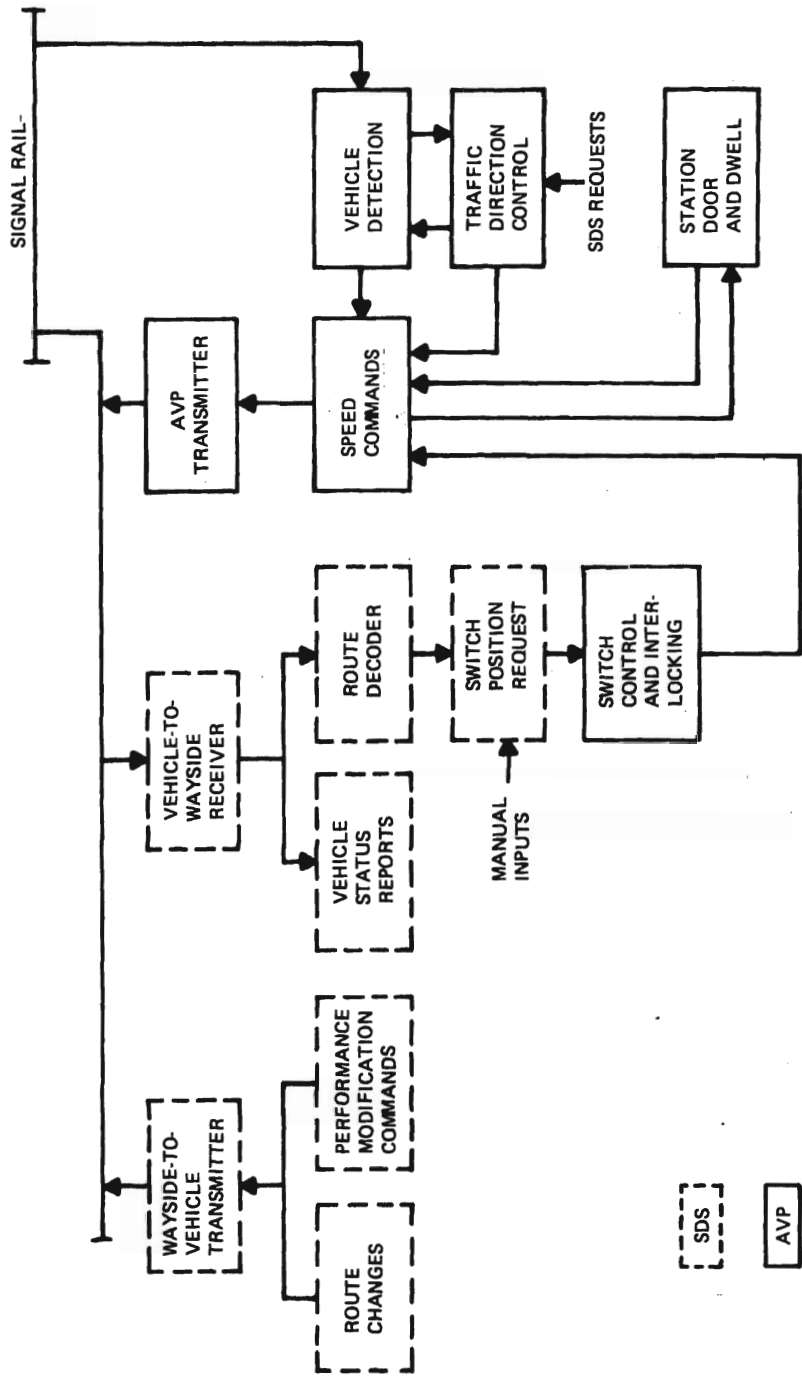 SIGNAL RAIL-
WAYSIDE-TO-
VEHICLE
TRANSMITTER
VEHICLE-TO-
WAYSIDE
RECEIVER
AVP
TRANSMITTER
ROUTE
CHANGES
PERFORMANCE
MODIFICATION
COMMANDS
VEHICLE
STATUS
REPORTS
ROUTE
DECODER
SPEED
COMMANDS
VEHICLE
DETECTION
MANUAL
INPUTS
SWITCH
POSITION
REQUEST
TRAFFIC
DIRECTION
CONTROL
SDS REQUESTS
SWITCH
CONTROL
AND INTER-
LOCKING
STATION
DOOR
AND DWELL
SDS
AVP